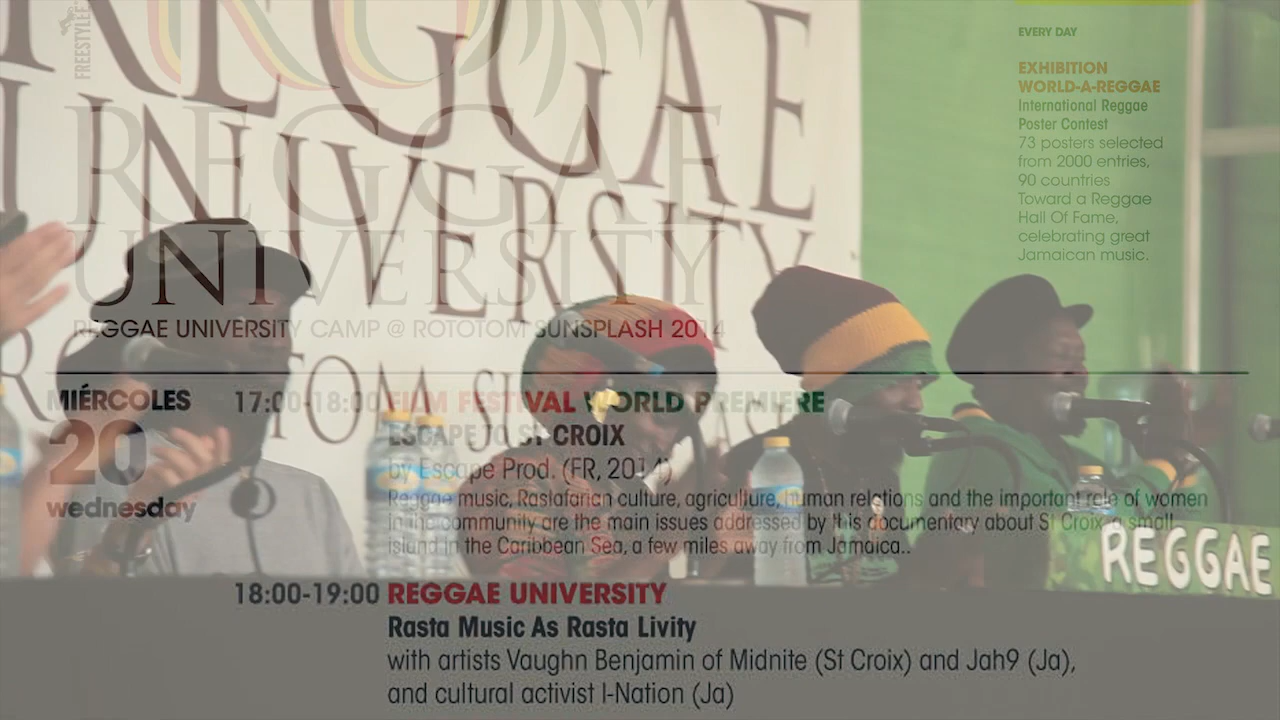 FREESTYLEE
REGGAE
UNIVERSITY
ROTOTOM SUNSPLASH
REGGAE
UNIVERSITY
REGGAE UNIVERSITY CAMP @ ROTOTOM SUNSPLASH 2014
EVERY DAY
EXHIBITION
WORLD-A-REGGAE
International Reggae
Poster Contest
73 posters selected
from 2000 entries,
90 countries
Toward a Reggae
Hall Of Fame,
celebrating great
Jamaican music.
MIÉRCOLES
20
wednesday
17:00-18:00 FILM FESTIVAL WORLD PREMIERE
ESCAPE TO ST CROIX
by Escape Prod. (FR, 2014)
Reggae music, Rastafarian culture, agriculture, human relations and the important role of women
in the community are the main issues addressed by this documentary about St Croix, a small
island in the Caribbean Sea, a few miles away from Jamaica..
18:00-19:00 REGGAE UNIVERSITY
Rasta Music As Rasta Livity
with artists Vaughn Benjamin of Midnite (St Croix) and Jah9 (Ja),
and cultural activist I-Nation (Ja)
REGGAE